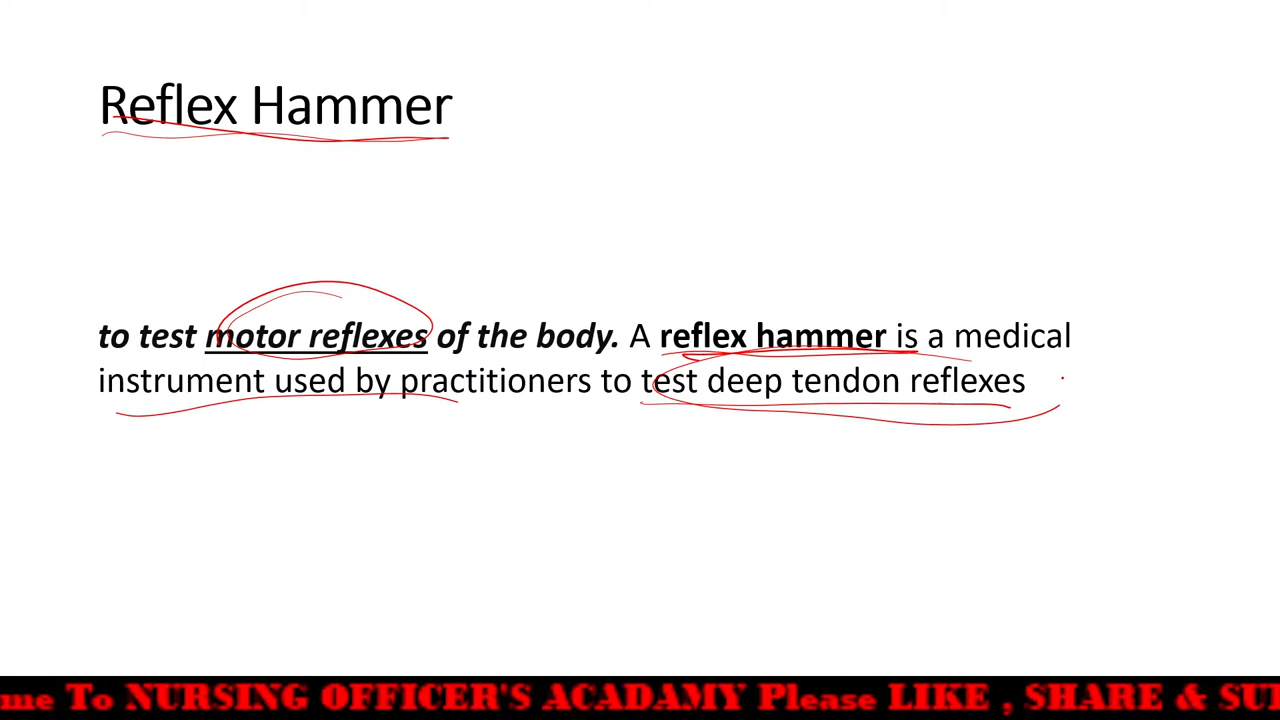 Reflex Hammer
to test motor reflexes of the body. A reflex hammer is a medical
instrument used by practitioners to test deep tendon reflexes
me To NURSING OFFICER'S ACADAMY Please LIKE , SHARE & SU